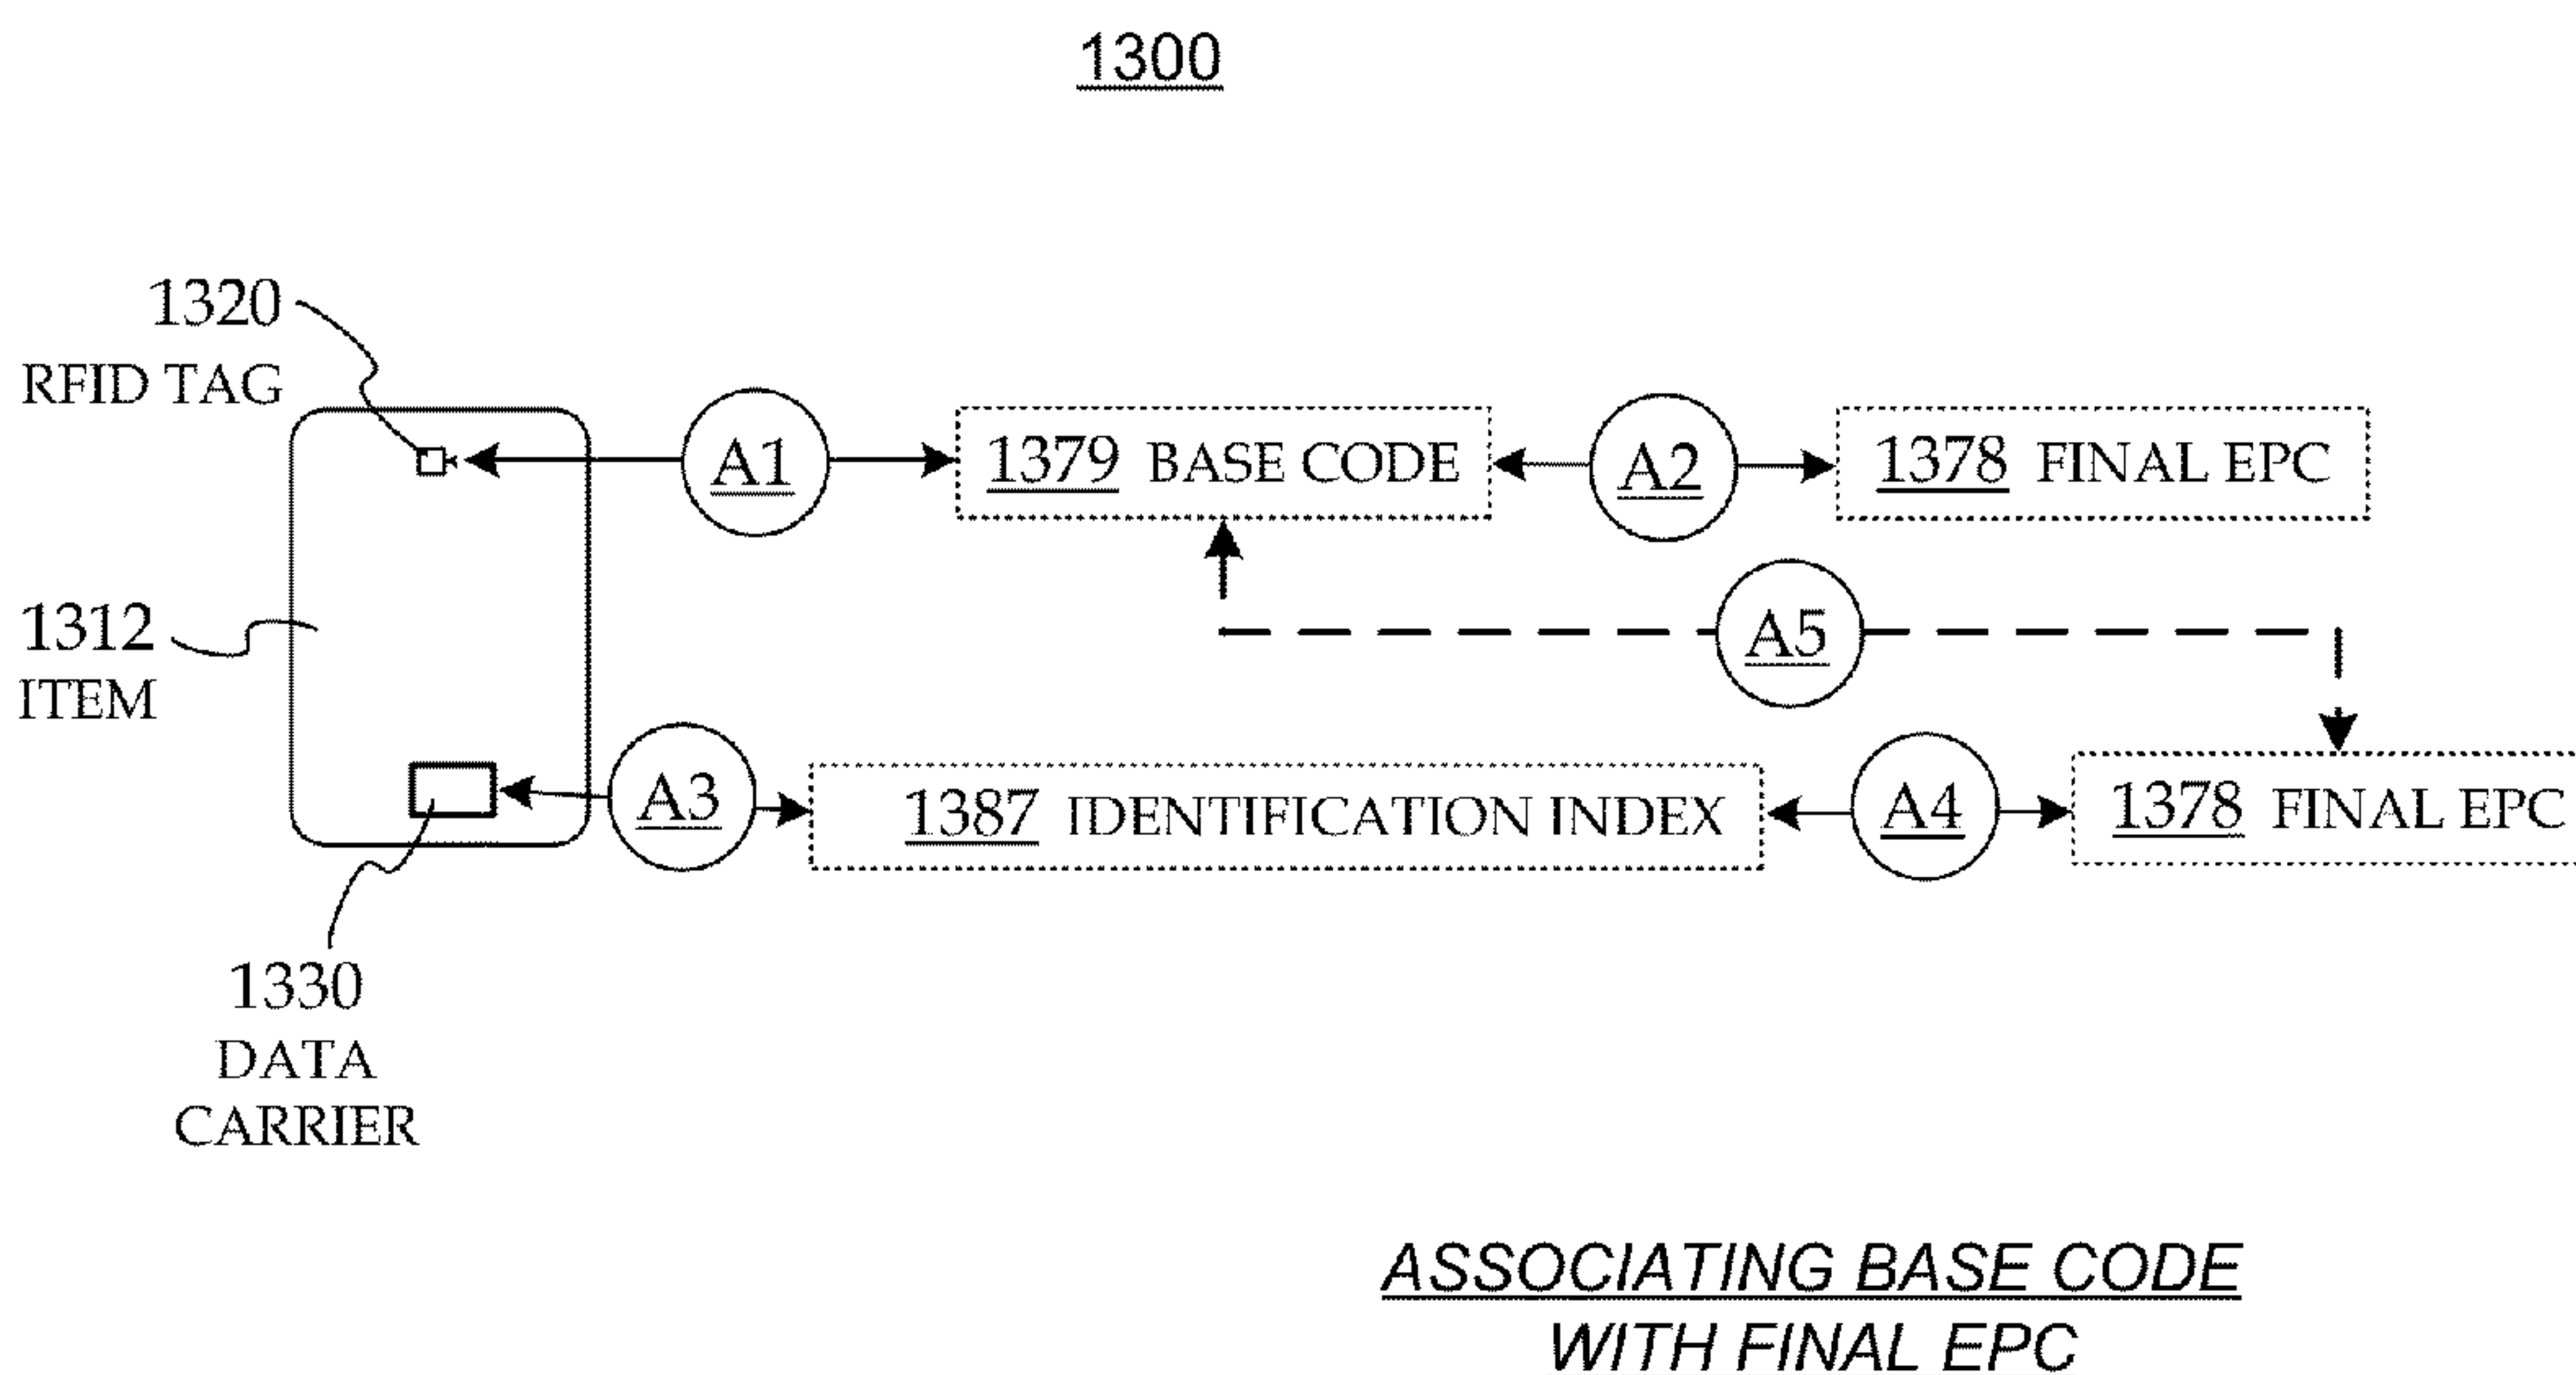 1300
1320
RFID TAG
A1
1379 BASE CODE
A2
1378 FINAL EPC
1312
ITEM
A5
A3
1387 IDENTIFICATION INDEX
A4
1378 FINAL EPC
1330
DATA
CARRIER
ASSOCIATING BASE CODE
WITH FINAL EPC